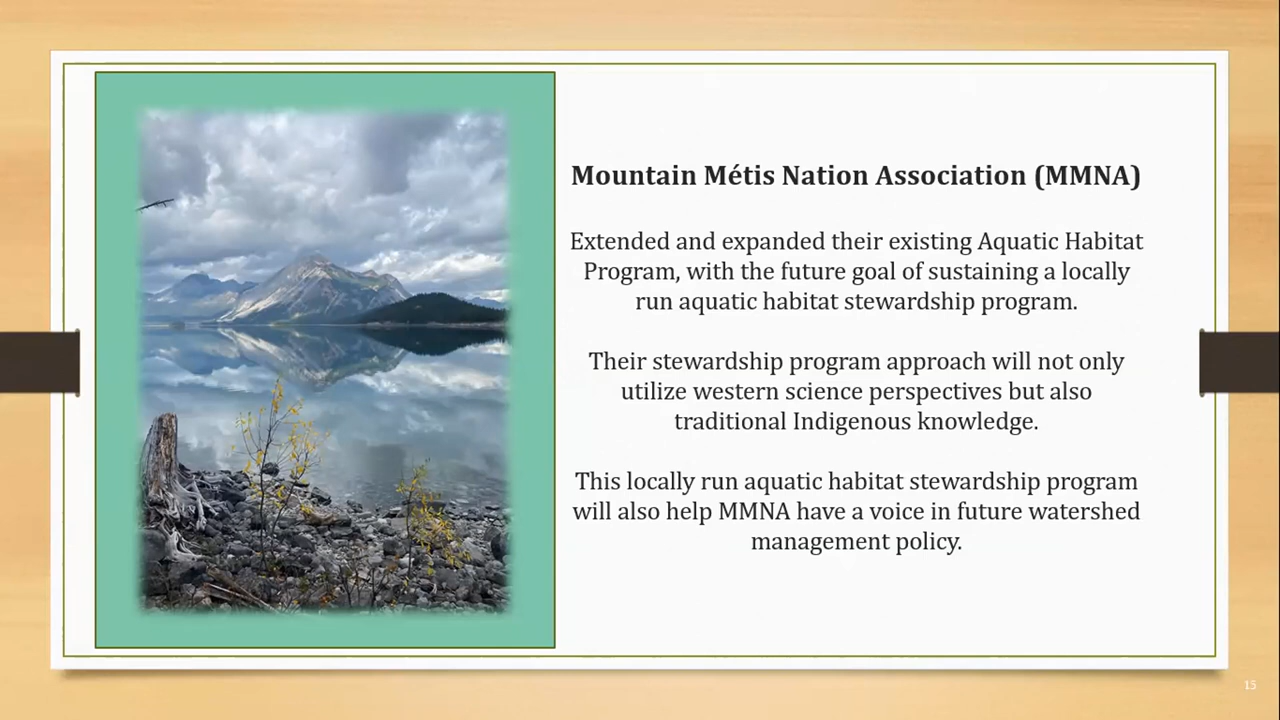 Mountain Métis Nation Association (MMNA)
Extended and expanded their existing Aquatic Habitat
Program, with the future goal of sustaining a locally
run aquatic habitat stewardship program.
Their stewardship program approach will not only
utilize western science perspectives but also
traditional Indigenous knowledge.
This locally run aquatic habitat stewardship program
will also help MMNA have a voice in future watershed
management policy.
15